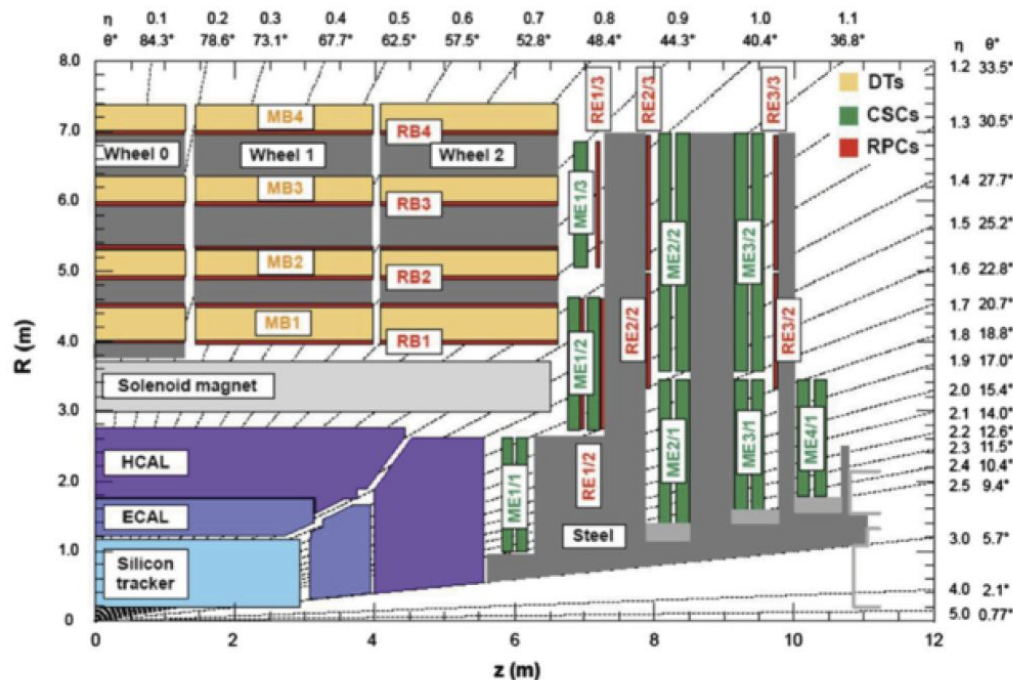 η 0.1 0.2 0.3 0.4 0.5 0.6 0.7 0.8 0.9 1.0 1.1
θ° 84.3° 78.6° 73.1° 67.7° 62.5° 57.5° 52.8° 48.4° 44.3° 40.4° 36.8° η θ°
8.0 1.2 33.5°
DTs
CSCs
RPCs
RE1/3
RE2/3
RE3/3
MB4
RB4
7.0 1.3 30.5°
Wheel 0 Wheel 1 Wheel 2
MB3
RB3
6.0 1.4 27.7°
ME1/3
1.5 25.2°
ME2/2
ME3/2
MB2
RB2
5.0 1.6 22.8°
1.7 20.7°
MB1
RB1
4.0 1.8 18.8°
ME1/2
RE2/2
RE3/2
1.9 17.0°
R (m)
Solenoid magnet
2.0 15.4°
3.0 2.1 14.0°
2.2 12.6°
2.3 11.5°
HCAL
2.4 10.4°
ME2/1
ME3/1
ME4/1
2.0 2.5 9.4°
ME1/1
RE1/2
ECAL
Steel
1.0 3.0 5.7°
Silicon
tracker
4.0 2.1°
0 5.0 0.77°
0 2 4 6 8 10 12
z (m)